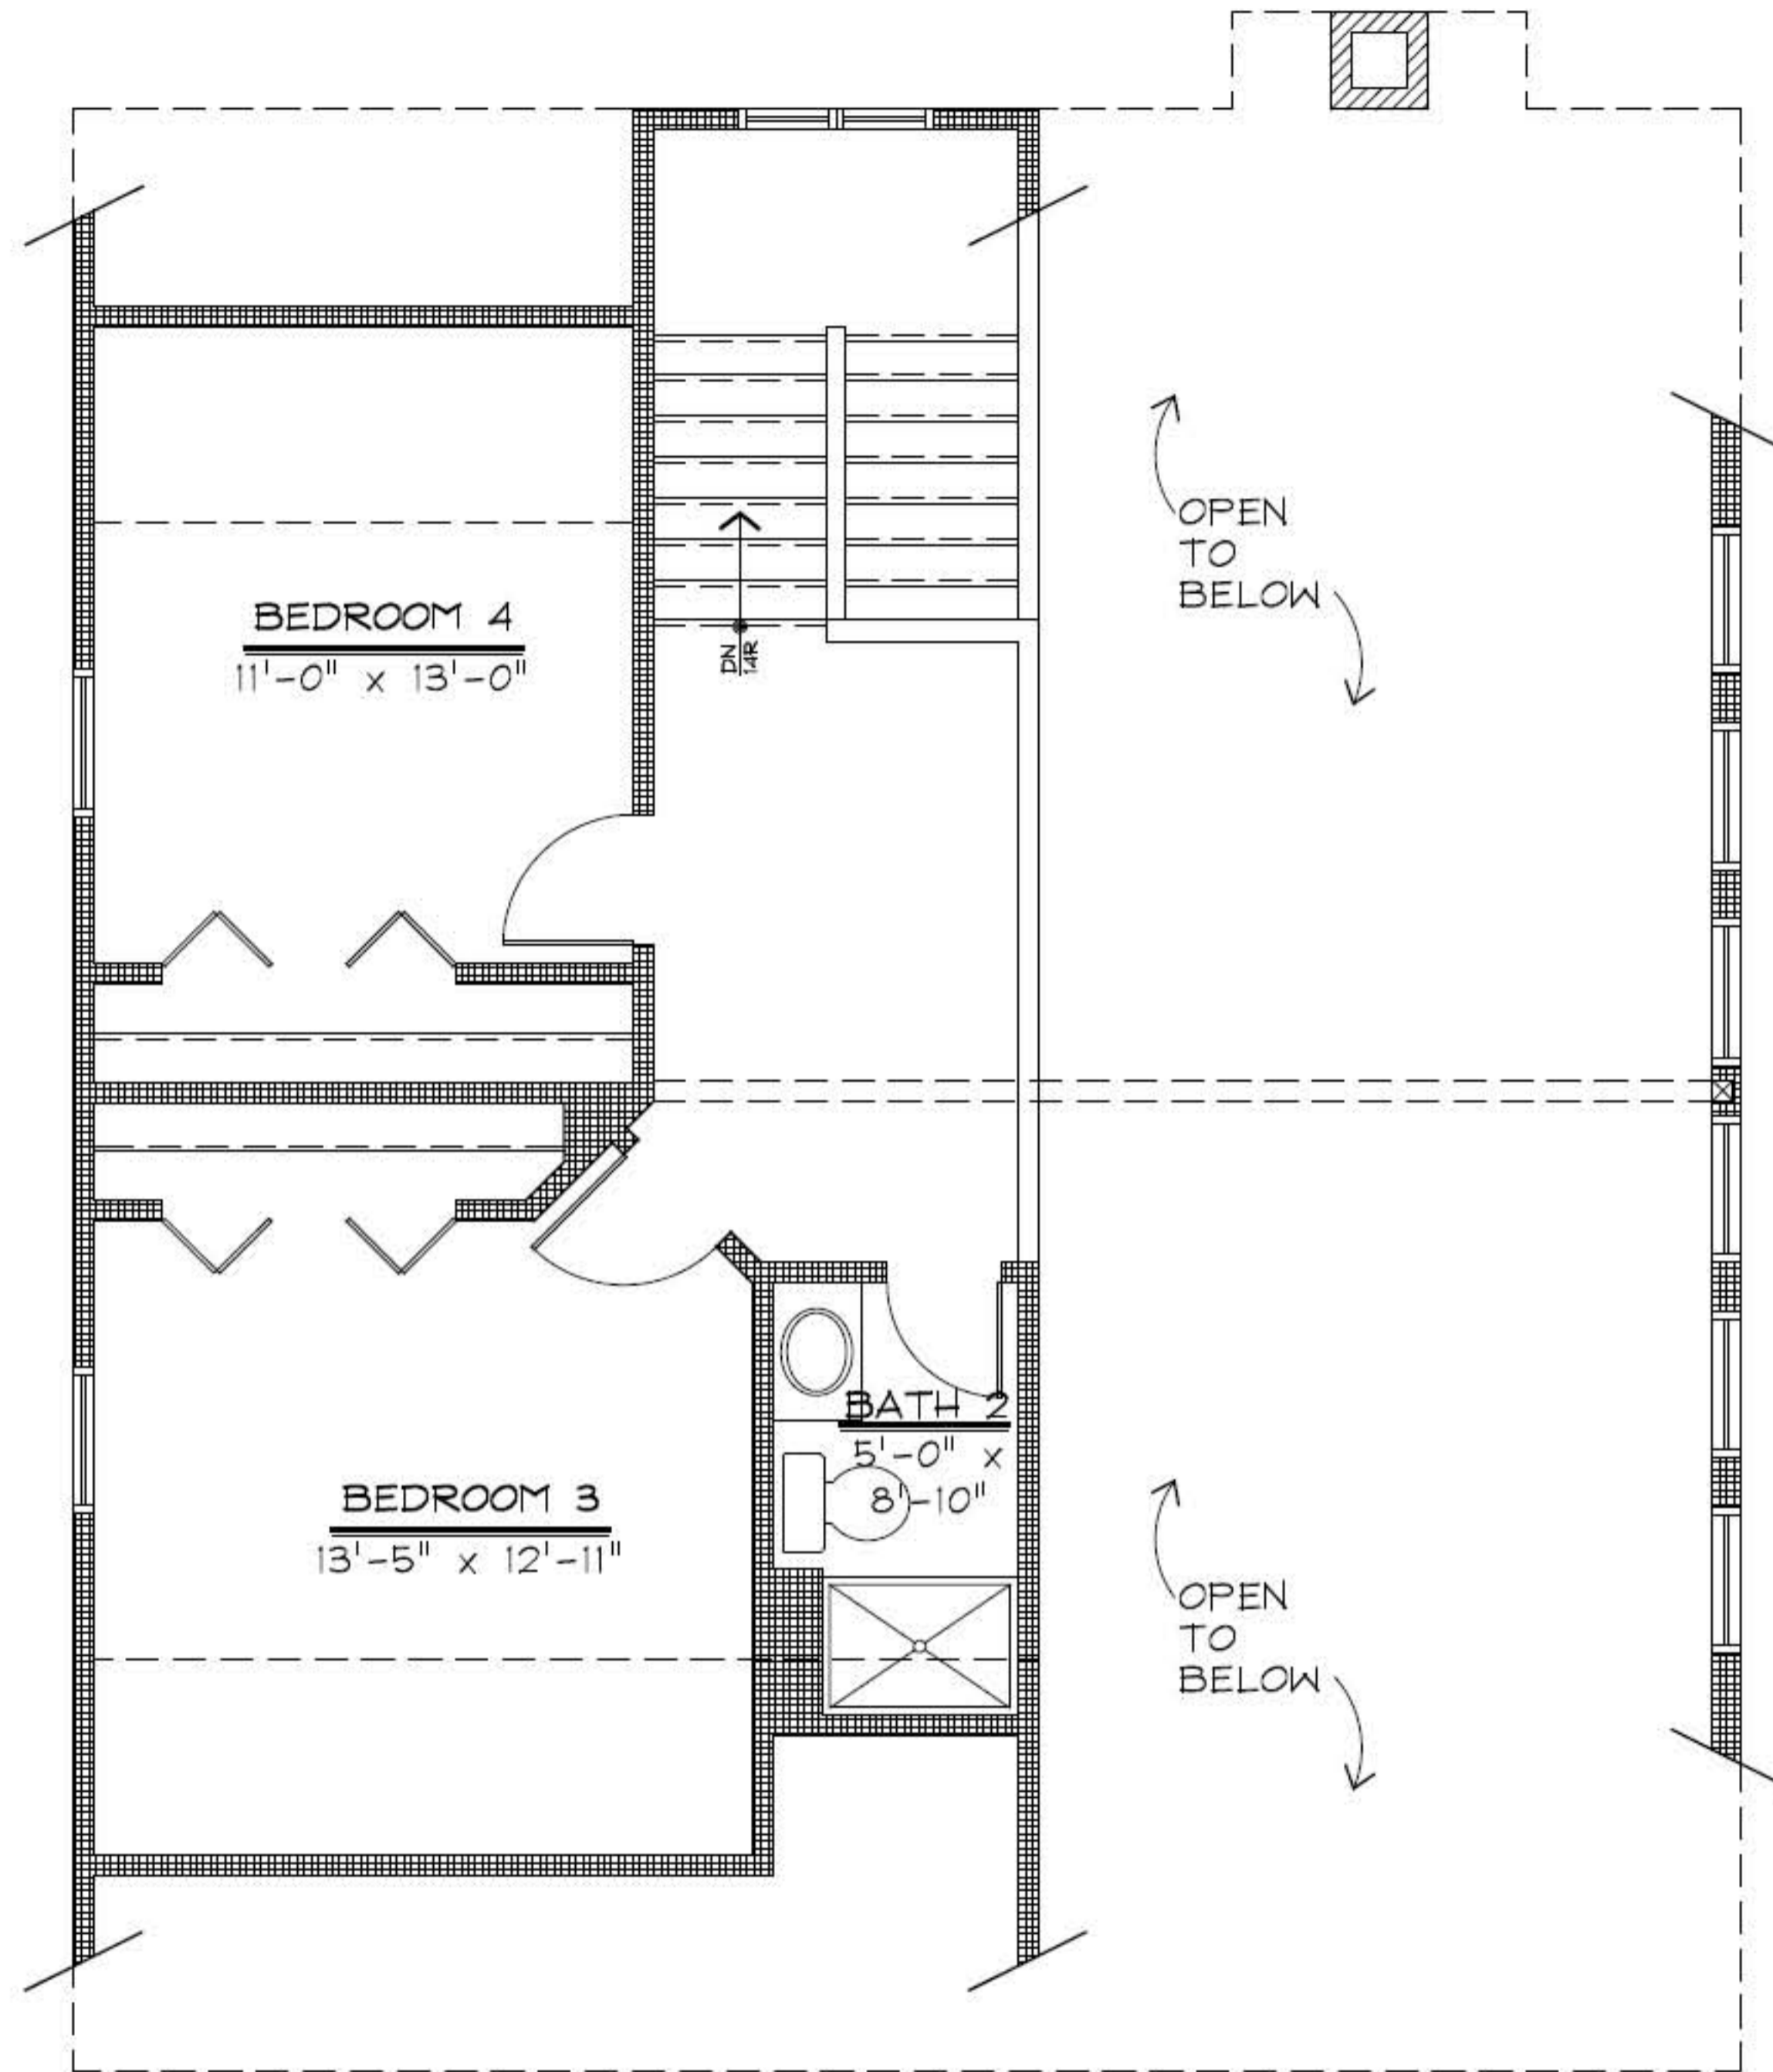 OPEN
TO
BELOW
BEDROOM 4
11'-0" x 13'-0"
DN
14R
BATH 2
5'-0" x
8'-10"
BEDROOM 3
13'-5" x 12'-11"
OPEN
TO
BELOW